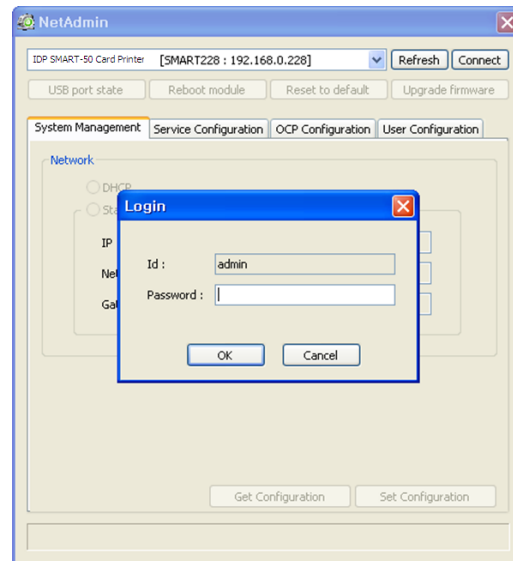 NetAdmin
IDP SMART-50 Card Printer [SMART228 : 192.168.0.228] Refresh Connect
USB port state Reboot module Reset to default Upgrade firmware
System Management Service Configuration OCP Configuration User Configuration
Network
DHCP
Login
IP
Id : admin
Password :
OK Cancel
Get Configuration Set Configuration